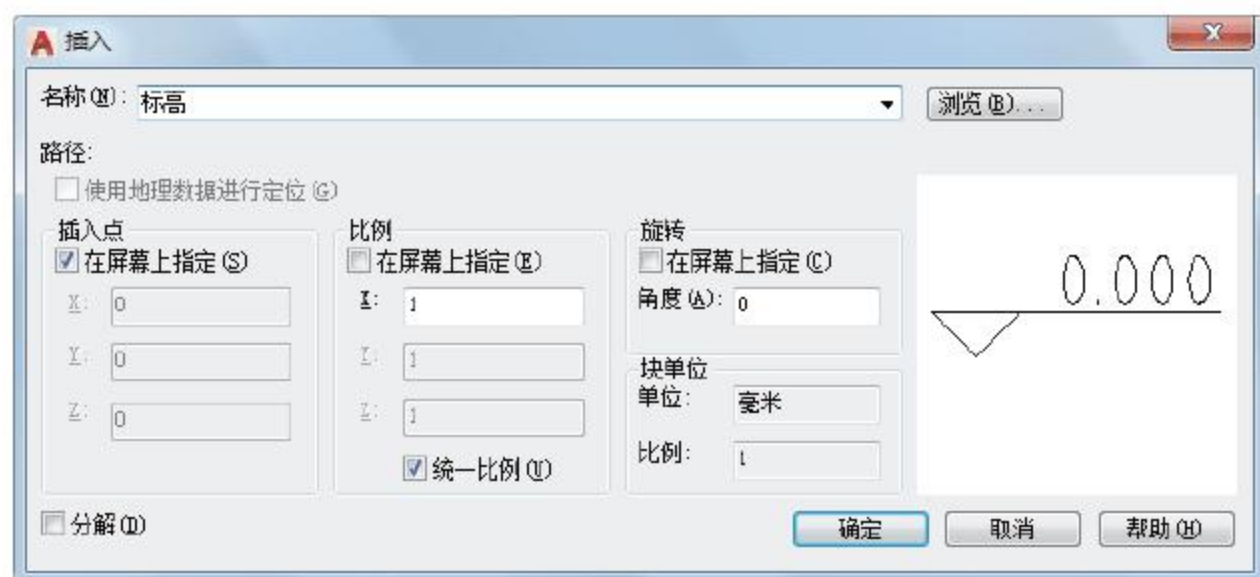 插入
名称(N): 标高 浏览(B)...
路径:
使用地理数据进行定位(G)
插入点 比例 旋转
在屏幕上指定(S) 在屏幕上指定(E) 在屏幕上指定(C)
X: 0 X: 1 角度(A): 0
Y: 0 Y: 1 块单位
单位: 毫米
Z: 0 Z: 1
比例: 1
统一比例(U)
0.000
分解(D) 确定 取消 帮助(H)